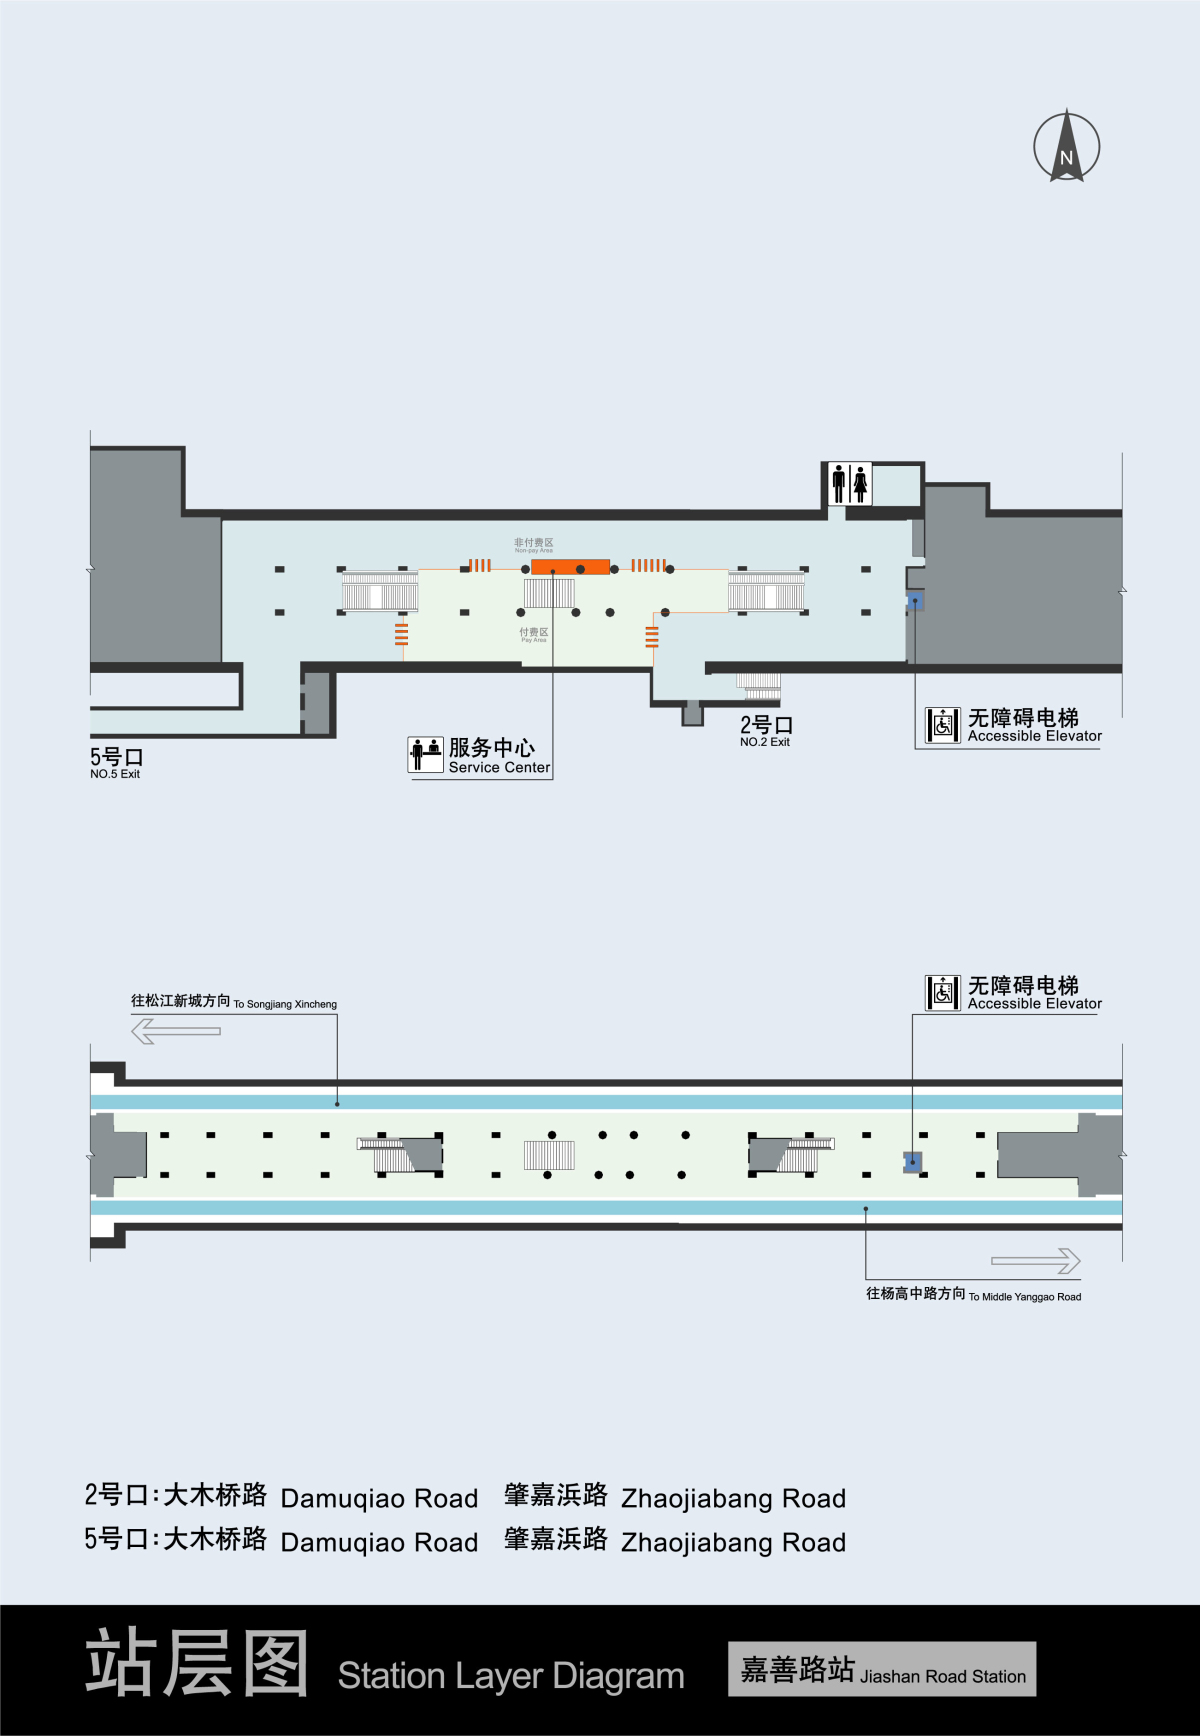 N
非付费区
Non-pay Area
付费区
Pay Area
5号口
NO.5 Exit
服务中心
Service Center
2号口
NO.2 Exit
无障碍电梯
Accessible Elevator
往松江新城方向 To Songjiang Xincheng
无障碍电梯
Accessible Elevator
往杨高中路方向 To Middle Yanggao Road
2号口:大木桥路 Damuqiao Road 肇嘉浜路 Zhaojiabang Road
5号口:大木桥路 Damuqiao Road 肇嘉浜路 Zhaojiabang Road
站层图 Station Layer Diagram 嘉善路站 Jiashan Road Station